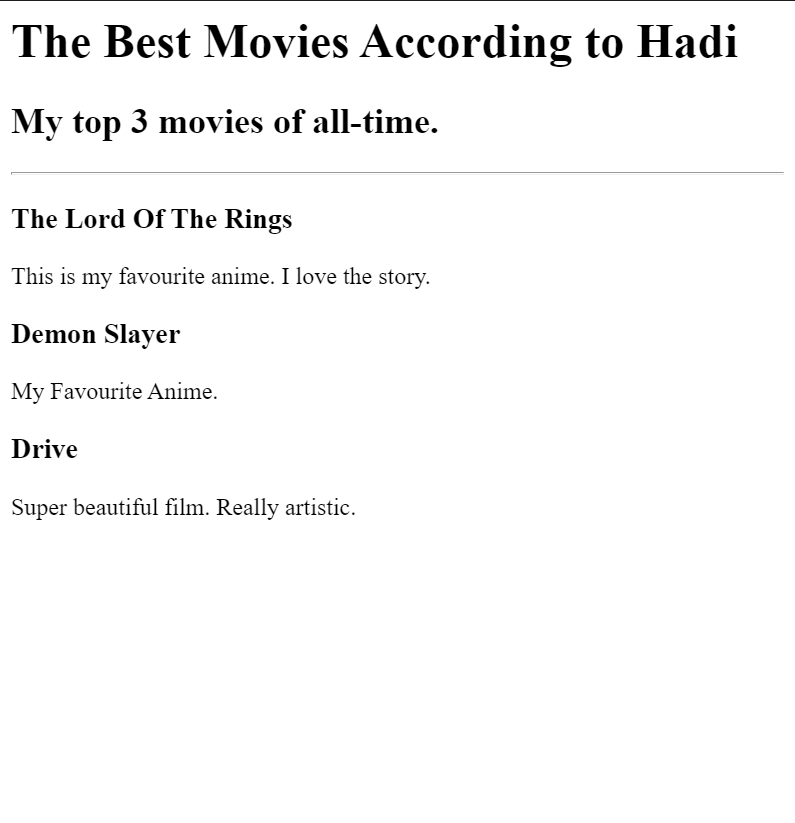 The Best Movies According to Hadi
My top 3 movies of all-time.
The Lord Of The Rings
This is my favourite anime. I love the story.
Demon Slayer
My Favourite Anime.
Drive
Super beautiful film. Really artistic.